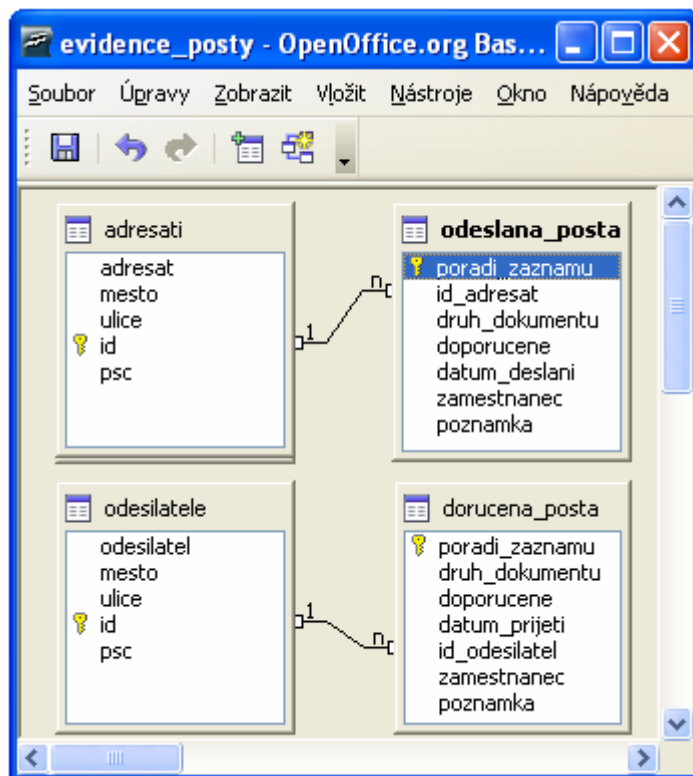 evidence_posty - OpenOffice.org Bas...
Soubor Úpravy Zobrazit Vložit Nástroje Okno Nápověda
adresati
adresat
mesto
ulice
id
psc
1
n
odeslana_posta
poradi_zaznamu
id_adresat
druh_dokumentu
doporucene
datum_deslani
zamestnanec
poznamka
odesilatele
odesilatel
mesto
ulice
id
psc
1
n
dorucena_posta
poradi_zaznamu
druh_dokumentu
doporucene
datum_prijeti
id_odesilatel
zamestnanec
poznamka